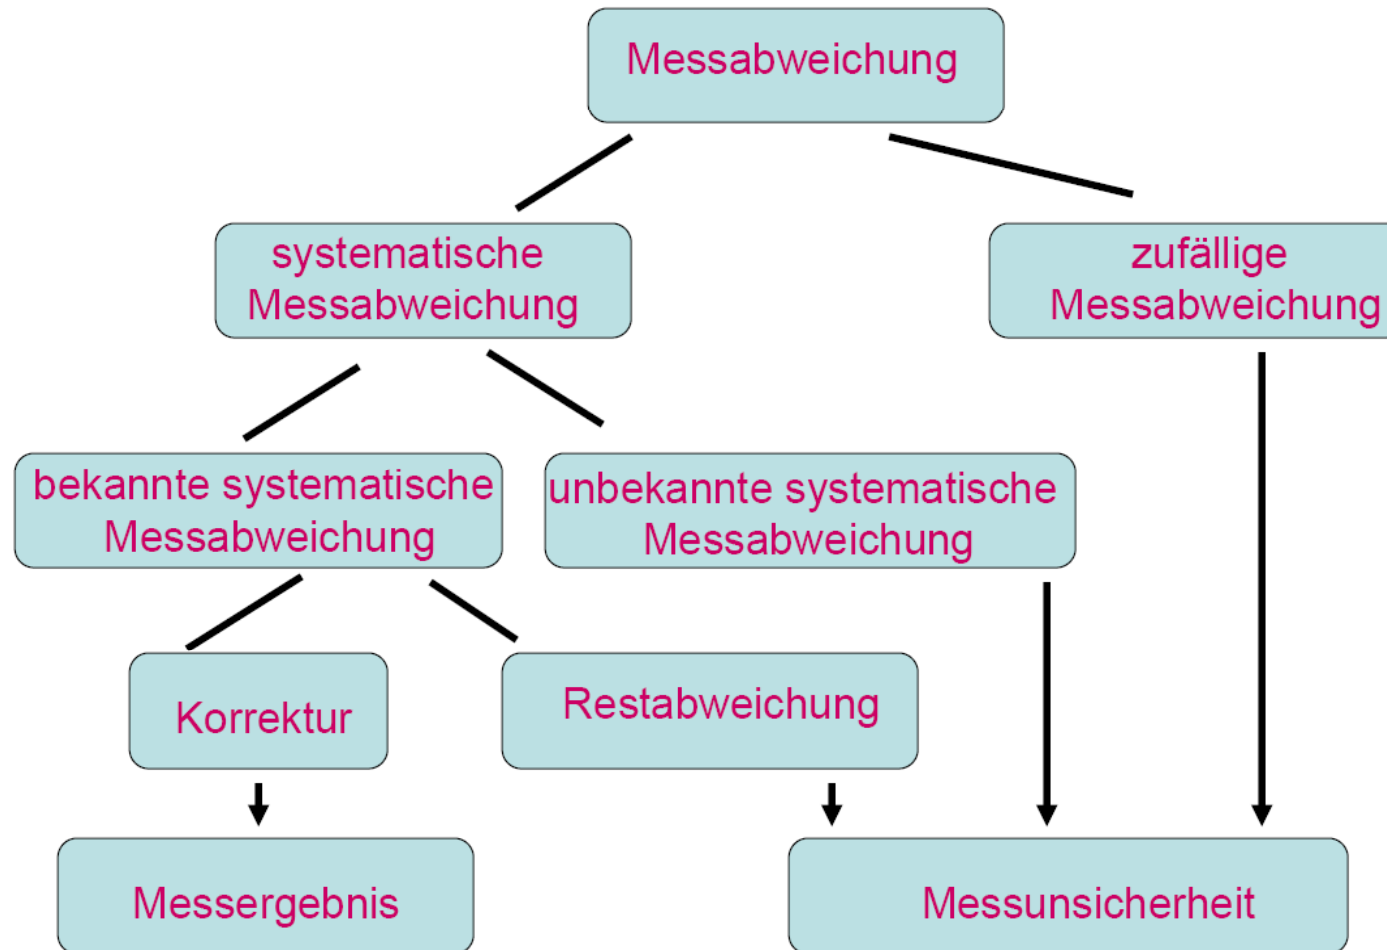 Messabweichung
systematische
Messabweichung
zufällige
Messabweichung
bekannte systematische
Messabweichung
unbekannte systematische
Messabweichung
Korrektur
Restabweichung
Messergebnis
Messunsicherheit